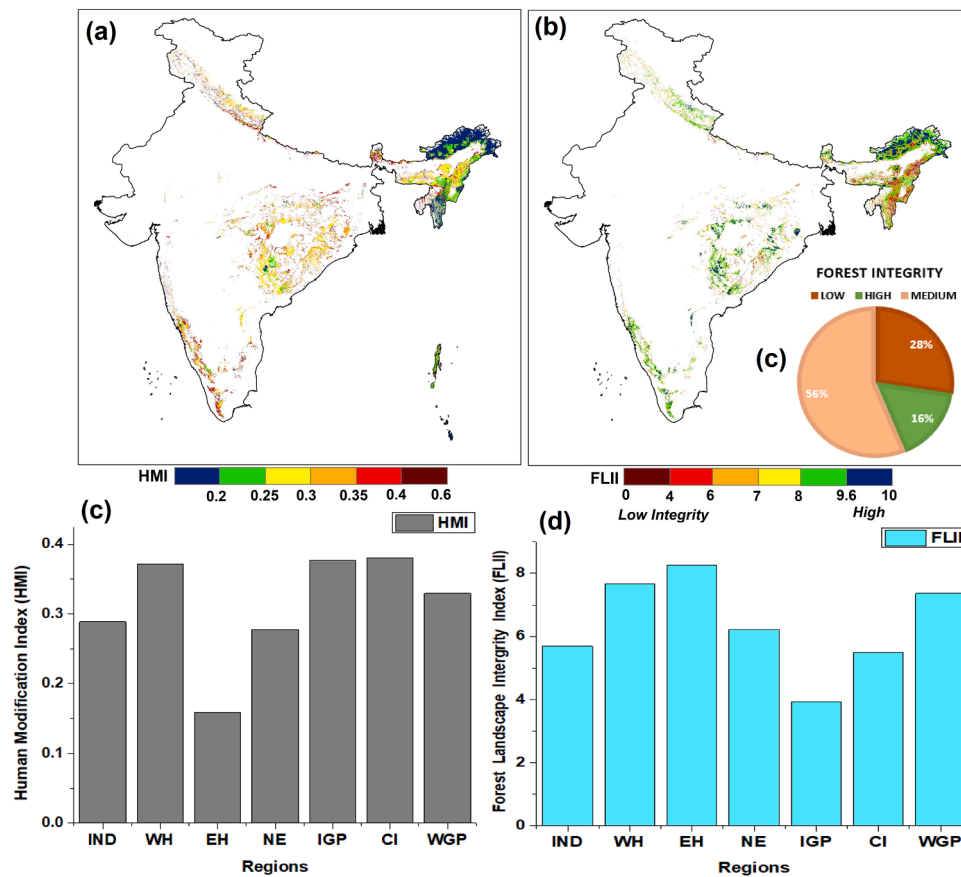 (a)
(b)
FOREST INTEGRITY
LOW HIGH MEDIUM
(c)
28%
56%
16%
HMI
0.2 0.25 0.3 0.35 0.4 0.6
FLII
0 4 6 7 8 9.6 10
Low Integrity High
(c)
HMI
Human Modification Index (HMI)
0.4
0.3
0.2
0.1
0.0
IND WH EH NE IGP CI WGP
Regions
(d)
FLII
Forest Landscape Intergrity Index (FLII)
8
6
4
2
0
IND WH EH NE IGP CI WGP
Regions